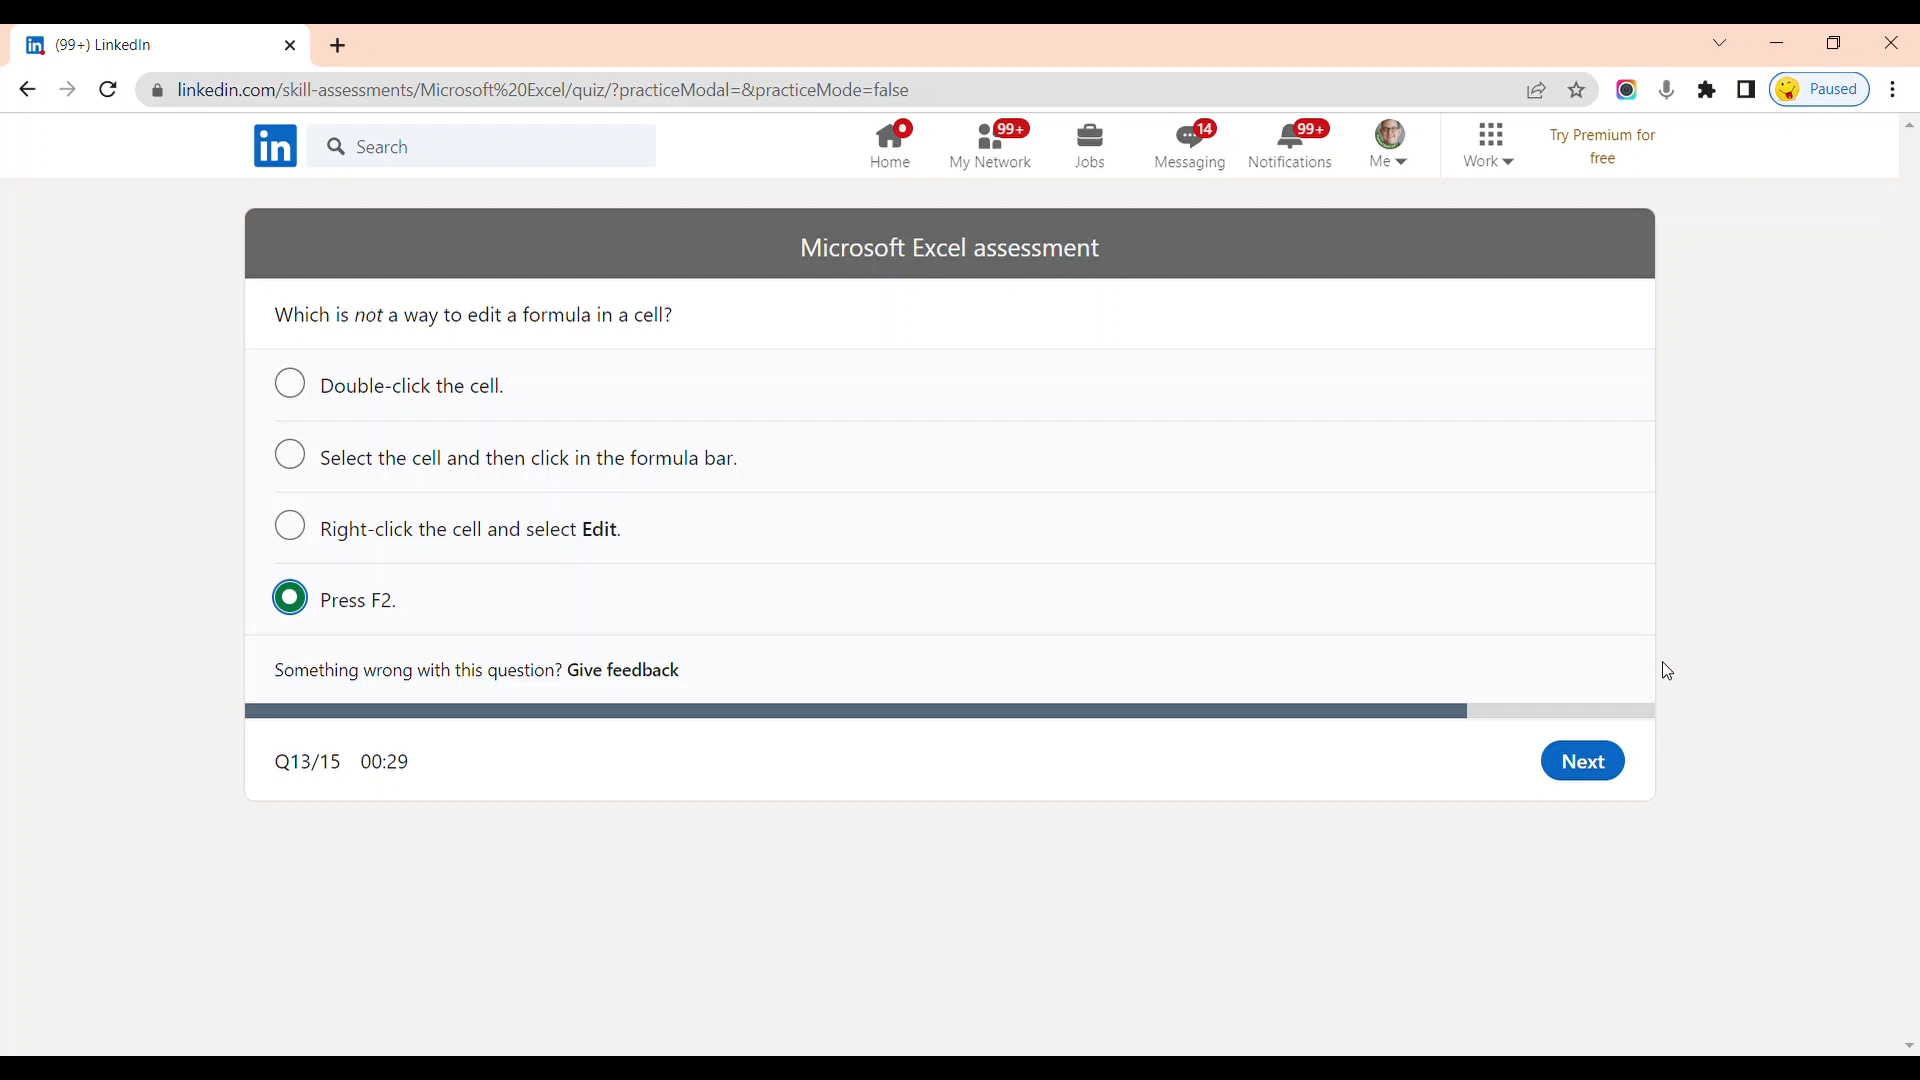 (99+) LinkedIn
linkedin.com/skill-assessments/Microsoft%20Excel/quiz/?practiceModal=&practiceMode=false
Paused
in
Search
99+
14
99+
Home
My Network
Jobs
Messaging
Notifications
Me
Work
Try Premium for
free
Microsoft Excel assessment
Which is not a way to edit a formula in a cell?
Double-click the cell.
Select the cell and then click in the formula bar.
Right-click the cell and select Edit.
Press F2.
Something wrong with this question? Give feedback
Q13/15 00:29
Next